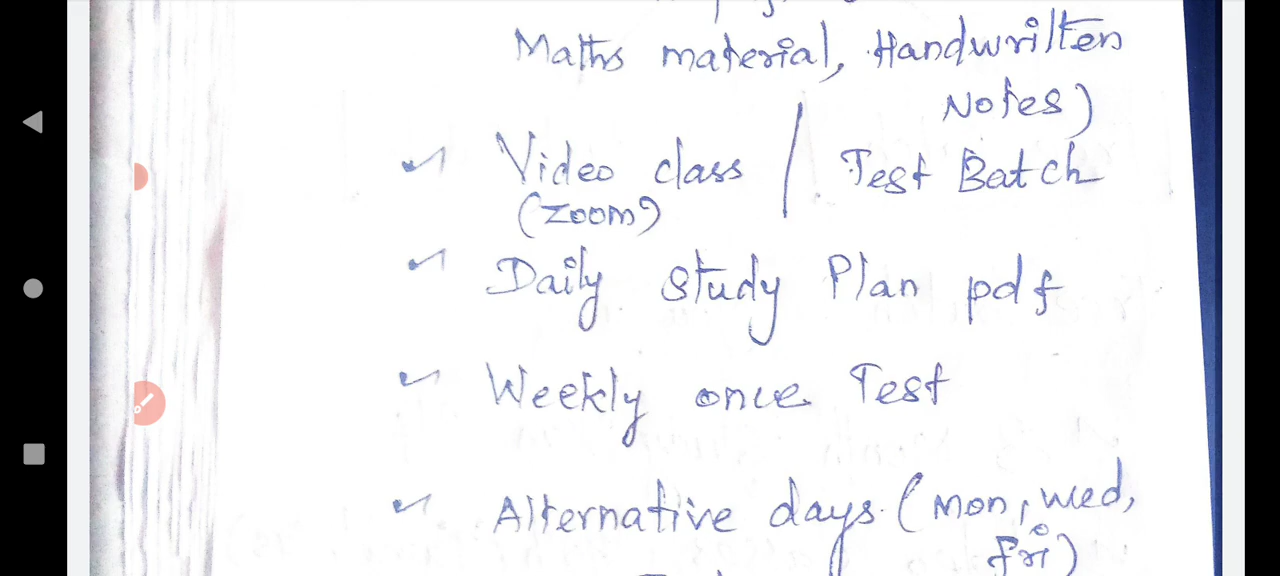 Maths material, Handwritten
Notes)
Video class / Test Batch
(Zoom)
Daily study Plan pdf
Weekly once Test
Alternative days (Mon, wed,
fri)